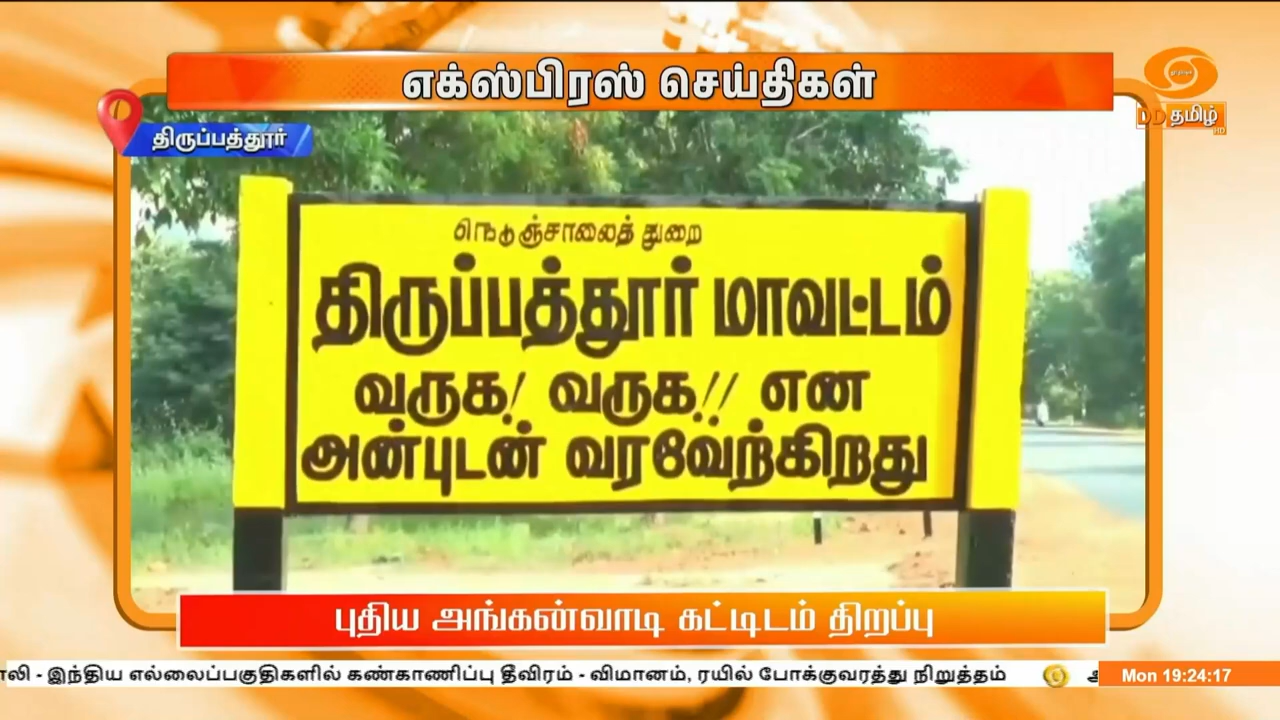 எக்ஸ்பிரஸ் செய்திகள்
DD தமிழ் HD
திருப்பத்தூர்
நெடுஞ்சாலைத் துறை
திருப்பத்தூர் மாவட்டம்
வருக! வருக!! என
அன்புடன் வரவேற்கிறது
புதிய அங்கன்வாடி கட்டிடம் திறப்பு
- இந்திய எல்லைப்பகுதிகளில் கண்காணிப்பு தீவிரம் - விமானம், ரயில் போக்குவரத்து நிறுத்தம்
Mon 19:24:17